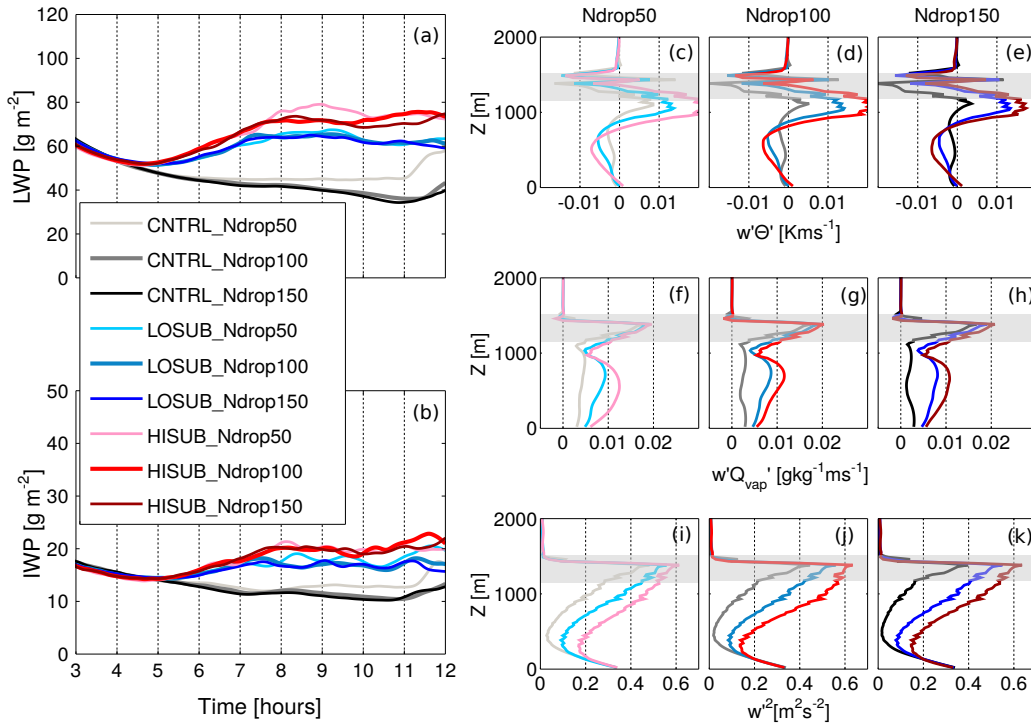 120
100
80
60
40
20
0
LWP [g m⁻²]
(a)
CNTRL_Ndrop50
CNTRL_Ndrop100
CNTRL_Ndrop150
LOSUB_Ndrop50
LOSUB_Ndrop100
LOSUB_Ndrop150
HISUB_Ndrop50
HISUB_Ndrop100
HISUB_Ndrop150
50
40
30
20
10
0
IWP [g m⁻²]
(b)
3 4 5 6 7 8 9 10 11 12
Time [hours]
Ndrop50 Ndrop100 Ndrop150
2000
1000
0
Z [m]
(c) (d) (e)
-0.01 0 0.01 -0.01 0 0.01 -0.01 0 0.01
w'Θ' [Kms⁻¹]
2000
1000
0
Z [m]
(f) (g) (h)
0 0.01 0.02 0 0.01 0.02 0 0.01 0.02
w'Qvap' [gkg⁻¹ms⁻¹]
2000
1000
0
Z [m]
(i) (j) (k)
0 0.2 0.4 0.6 0 0.2 0.4 0.6 0 0.2 0.4 0.6
w'²[m²s⁻²]